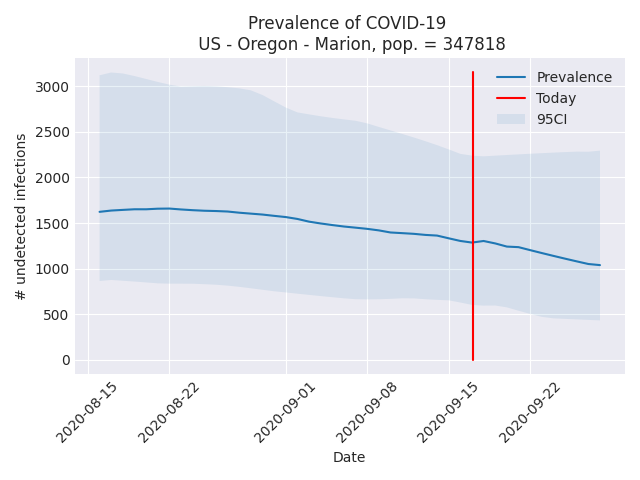 Prevalence of COVID-19
US - Oregon - Marion, pop. = 347818
3000
2500
2000
1500
1000
500
0
# undetected infections
Prevalence
Today
95CI
2020-08-15
2020-08-22
2020-09-01
2020-09-08
2020-09-15
2020-09-22
Date